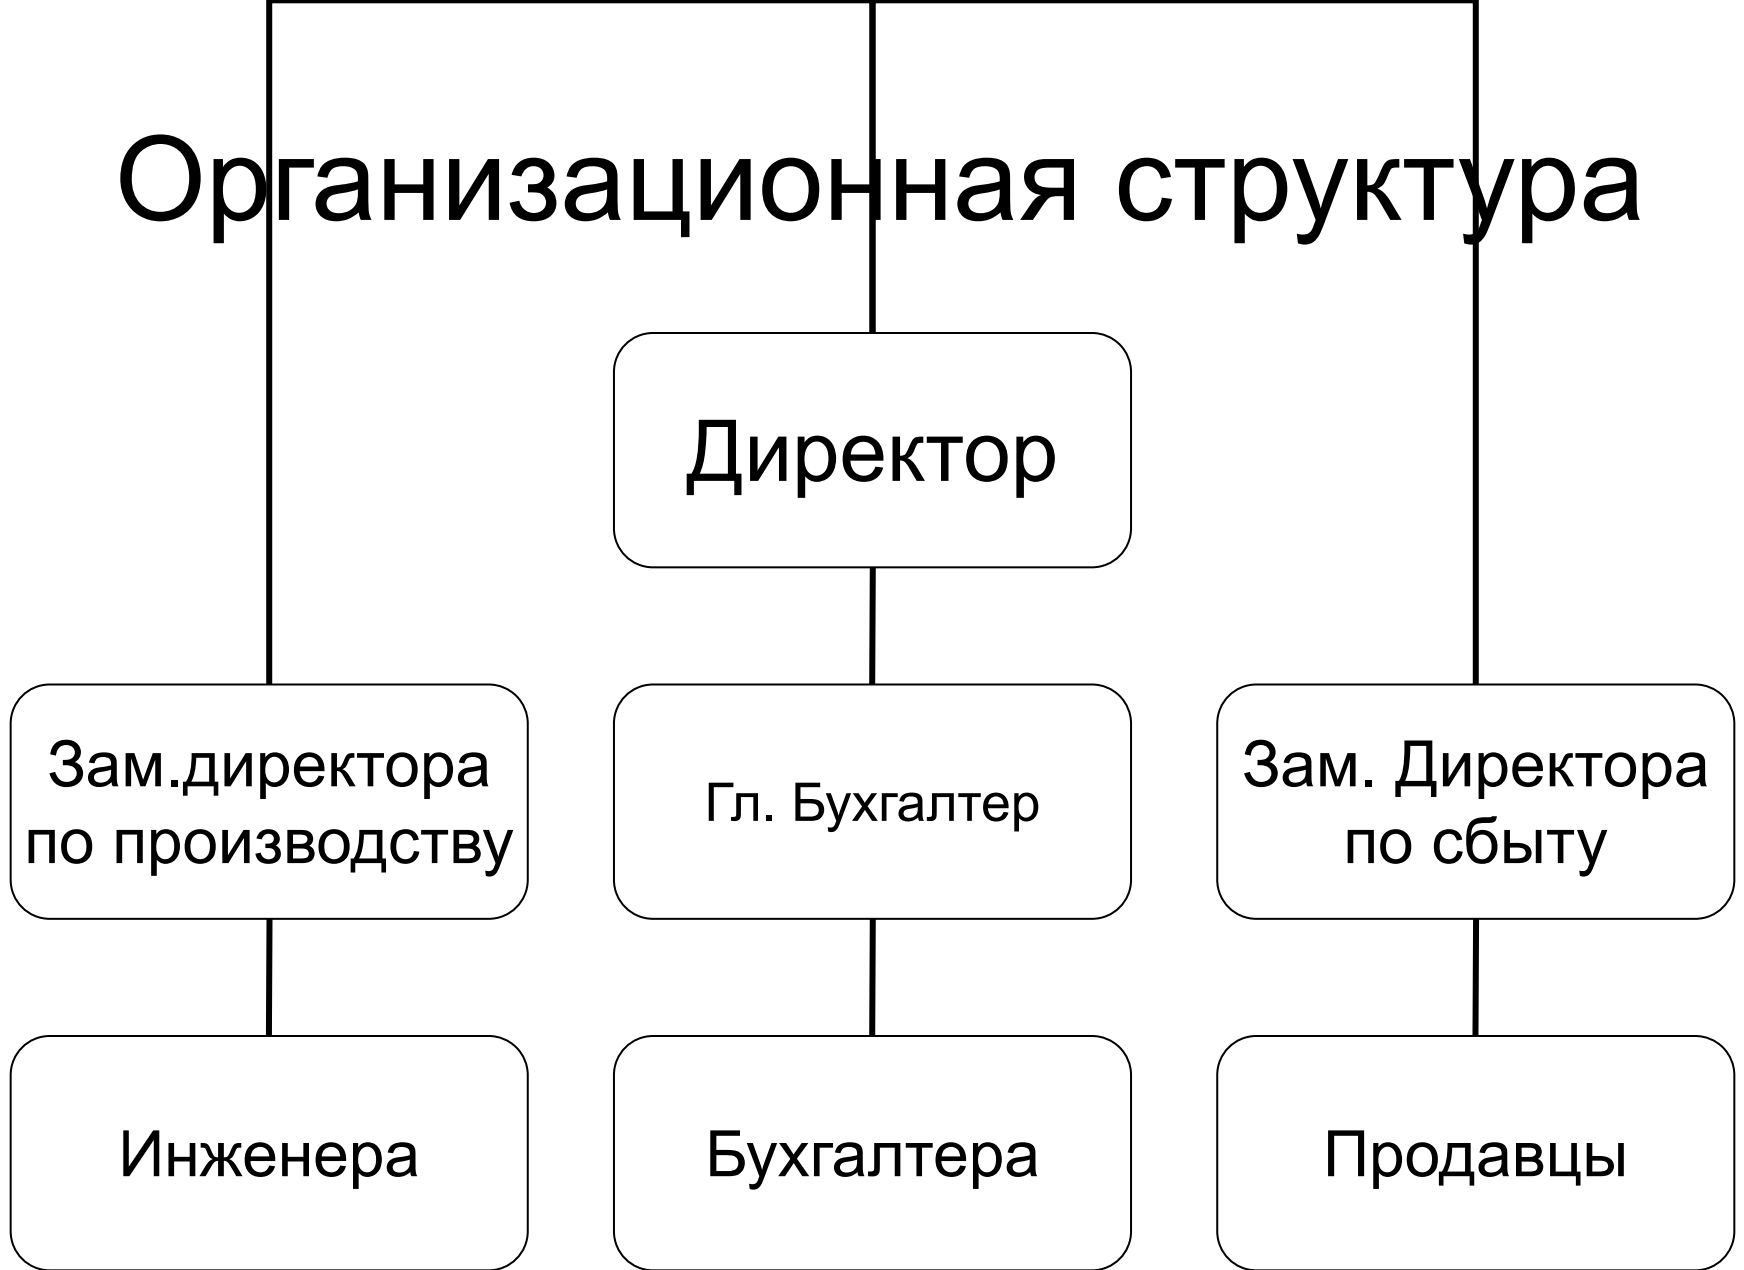 Организационная структура
Директор
Зам.директора
по производству
Гл. Бухгалтер
Зам. Директора
по сбыту
Инженера
Бухгалтера
Продавцы